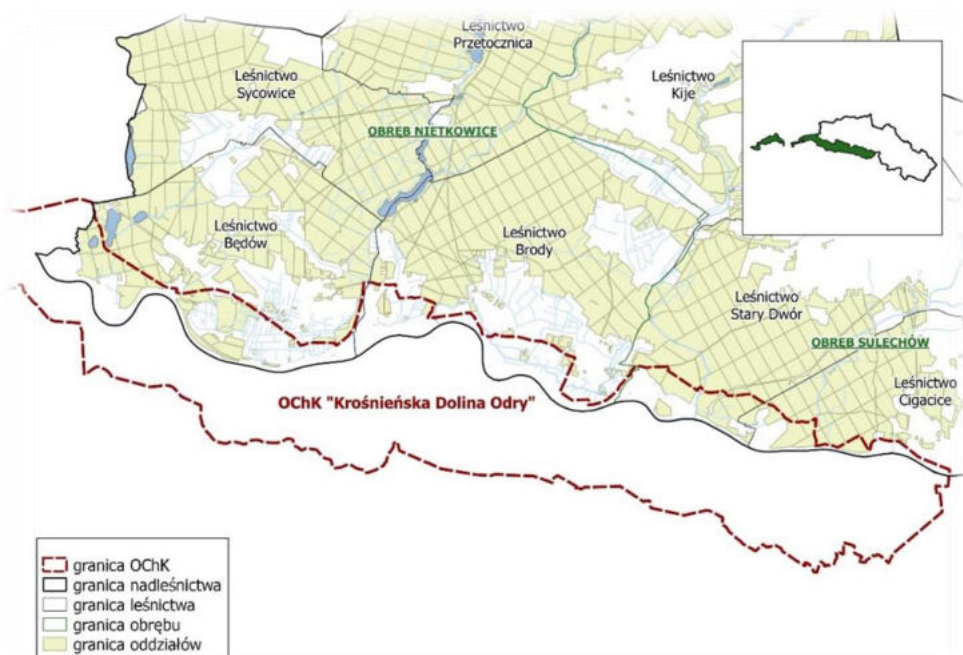 Leśnictwo
Przetocznica
Leśnictwo
Sycowice
Leśnictwo
Kije
OBRĘB NIETKOWICE
Leśnictwo
Będów
Leśnictwo
Brody
Leśnictwo
Stary Dwór
OBRĘB SULECHÓW
Leśnictwo
Cigacice
OChK "Krośnieńska Dolina Odry"
granica OChK
granica nadleśnictwa
granica leśnictwa
granica obrębu
granica oddziałów